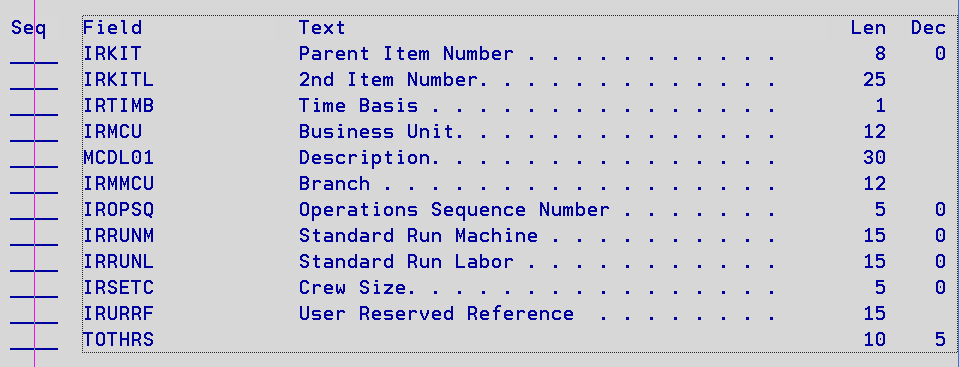 Seq Field Text Len Dec
____ IRKIT Parent Item Number . . . . . . . . . . . 8 0
____ IRKITL 2nd Item Number. . . . . . . . . . . . . 25
____ IRTIMB Time Basis . . . . . . . . . . . . . . . 1
____ IRMCU Business Unit. . . . . . . . . . . . . . 12
____ MCDL01 Description. . . . . . . . . . . . . . . 30
____ IRMMCU Branch . . . . . . . . . . . . . . . . . 12
____ IROPSQ Operations Sequence Number . . . . . . . 5 0
____ IRRUNM Standard Run Machine . . . . . . . . . . 15 0
____ IRRUNL Standard Run Labor . . . . . . . . . . . 15 0
____ IRSETC Crew Size. . . . . . . . . . . . . . . . 5 0
____ IRURRF User Reserved Reference . . . . . . . . 15
____ TOTHRS 10 5